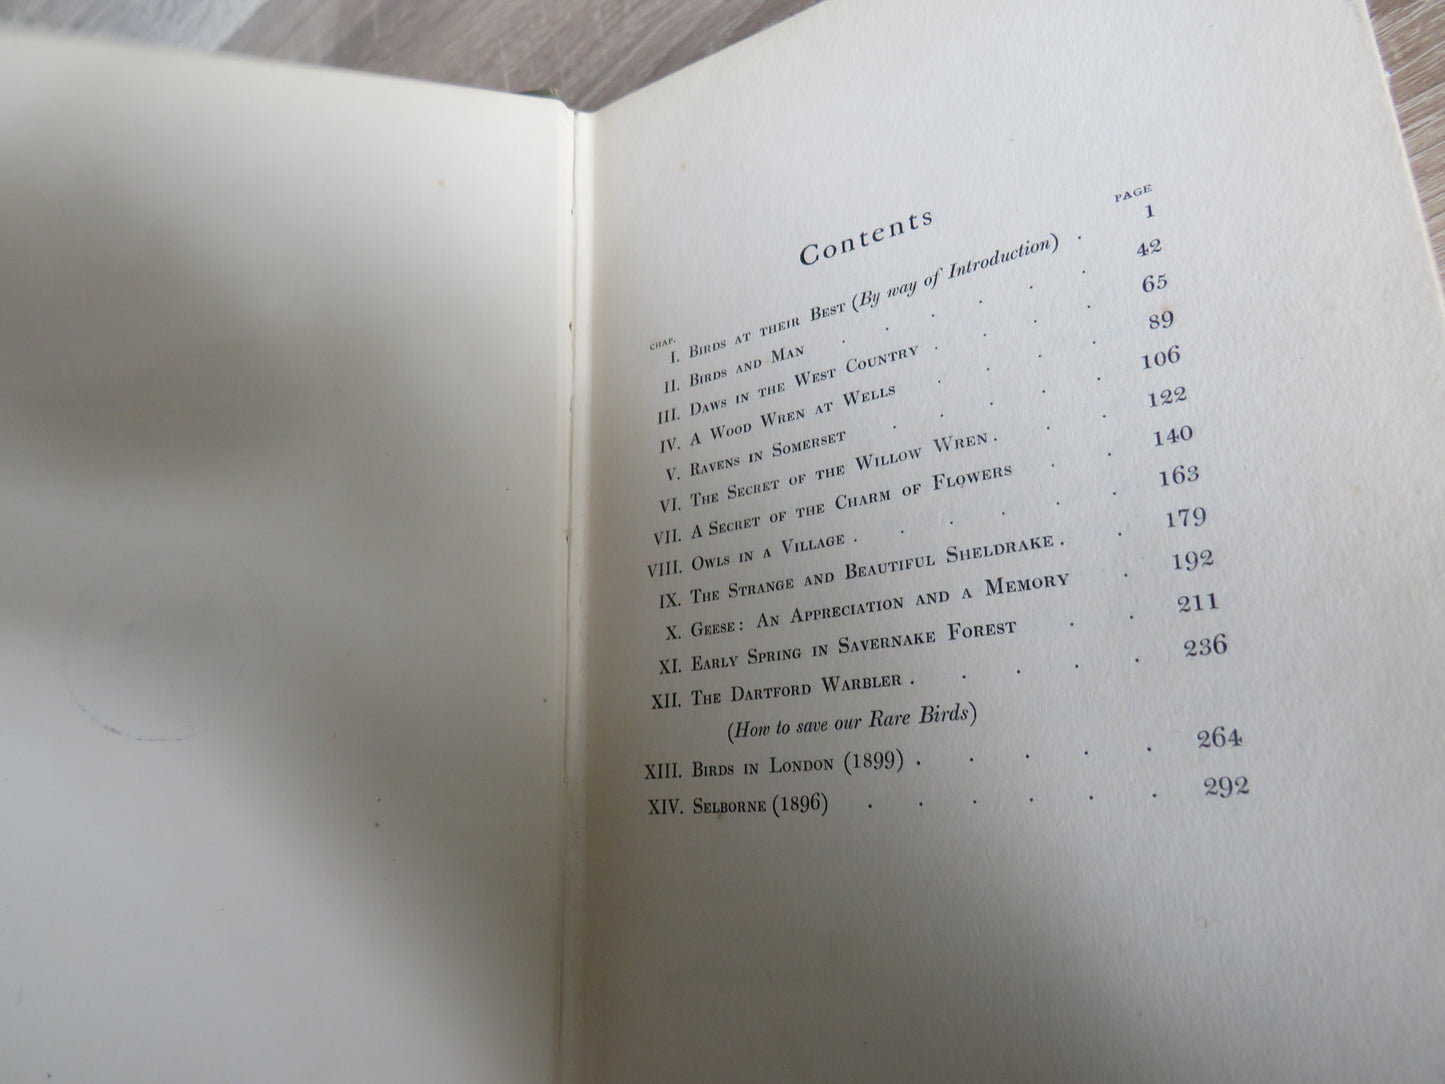 Contents
CHAP. PAGE
I. BIRDS AT THEIR BEST (By way of Introduction) . 1
II. BIRDS AND MAN . . . . . . 42
III. DAWS IN THE WEST COUNTRY . . . . 65
IV. A WOOD WREN AT WELLS . . . . 89
V. RAVENS IN SOMERSET . . . . . 106
VI. THE SECRET OF THE WILLOW WREN . . . 122
VII. A SECRET OF THE CHARM OF FLOWERS . . 140
VIII. OWLS IN A VILLAGE . . . . . . 163
IX. THE STRANGE AND BEAUTIFUL SHELDRAKE . . 179
X. GEESE: AN APPRECIATION AND A MEMORY . 192
XI. EARLY SPRING IN SAVERNAKE FOREST . . 211
XII. THE DARTFORD WARBLER . . . . . 236
(How to save our Rare Birds)
XIII. BIRDS IN LONDON (1899) . . . . . 264
XIV. SELBORNE (1896) . . . . . . 292